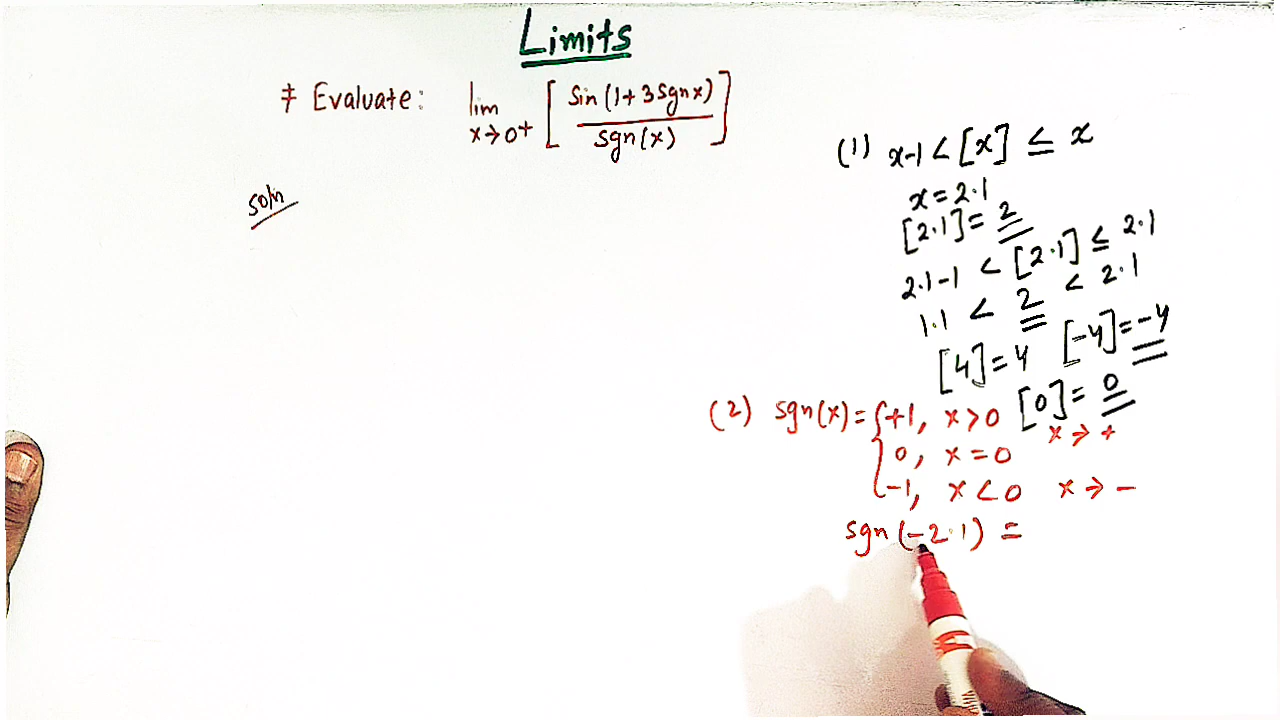 Limits
# Evaluate: lim x→0+ [ sin(1+3sgnx) / sgn(x) ]
soln
(1) x-1 < [x] ≤ x
x = 2.1
[2.1] = 2
2.1-1 < [2.1] ≤ 2.1
1.1 < 2 < 2.1
[4] = 4 [-4] = -4
[0] = 0
(2) sgn(x) = { +1, x>0 x → +
0, x = 0
-1, x < 0 x → -
sgn(-2.1) =